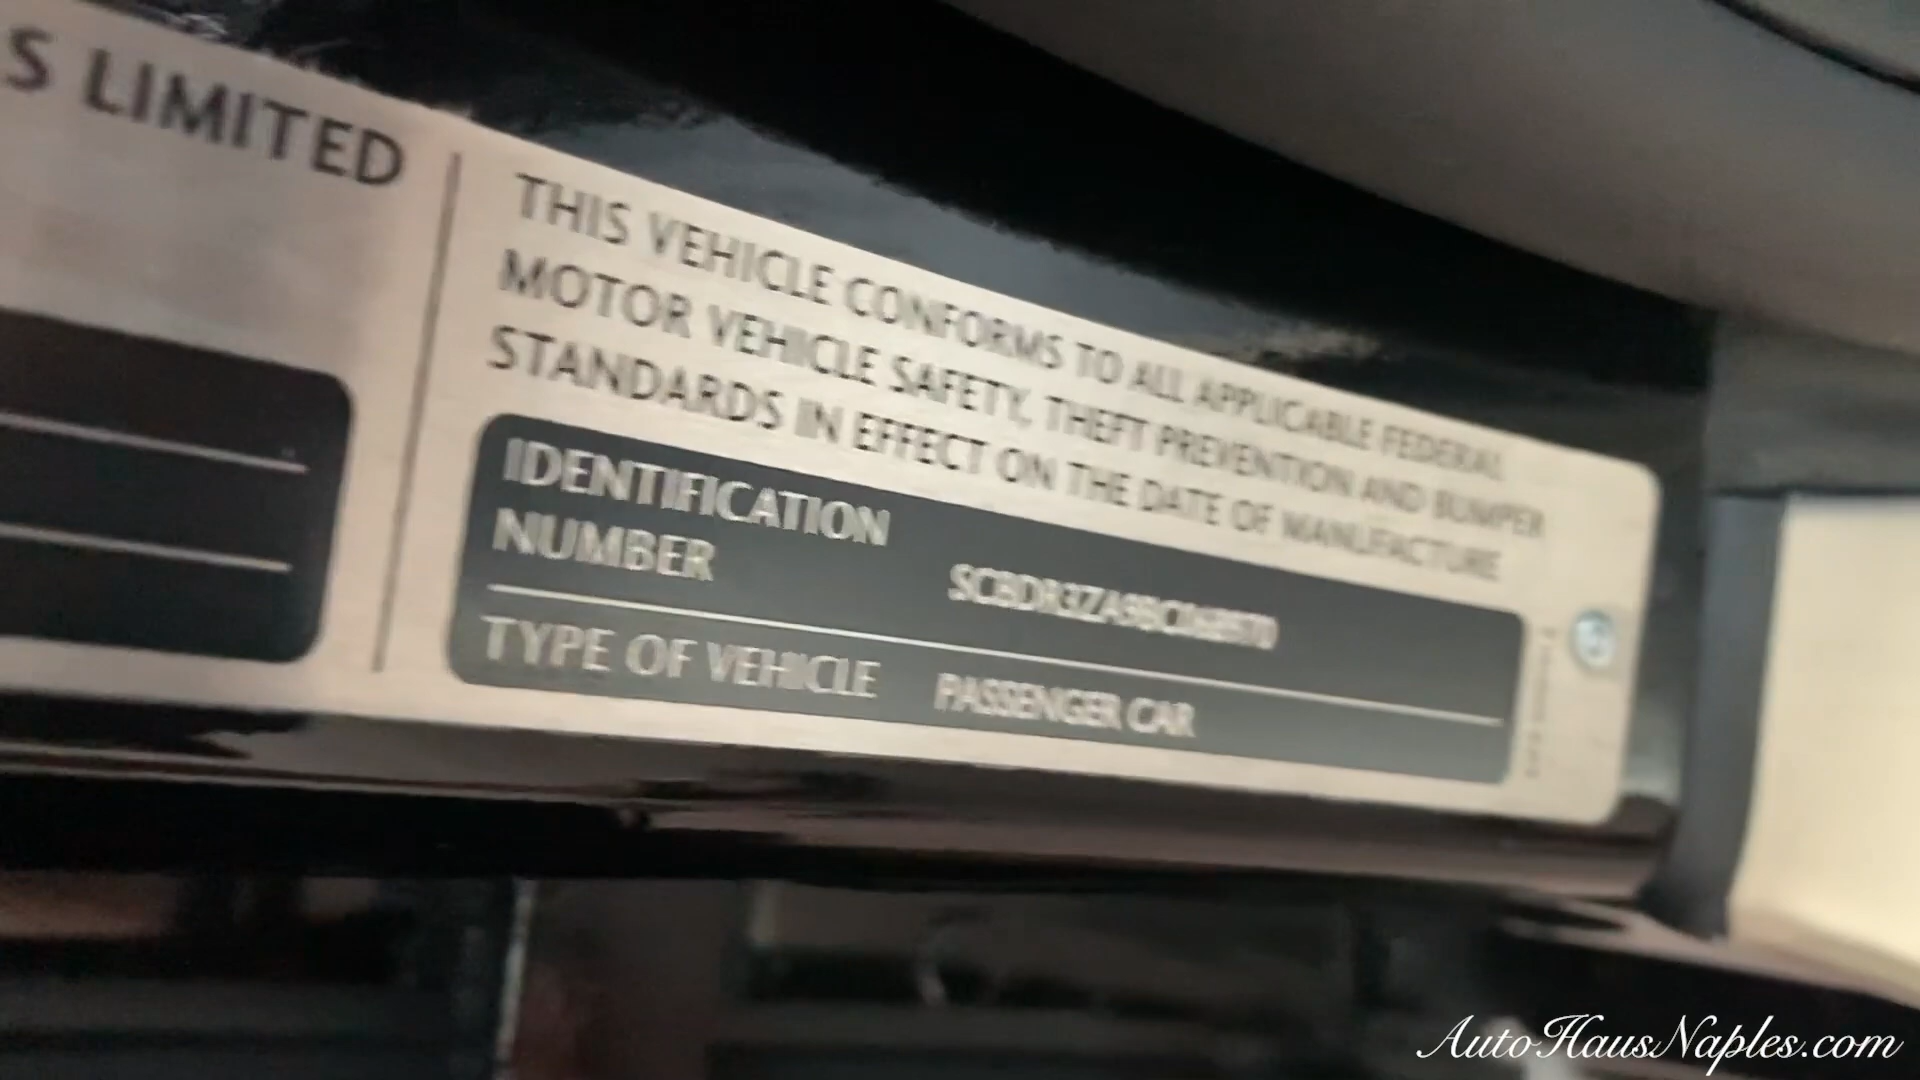 S LIMITED
THIS VEHICLE CONFORMS TO ALL APPLICABLE FEDERAL
MOTOR VEHICLE SAFETY, THEFT PREVENTION AND BUMPER
STANDARDS IN EFFECT ON THE DATE OF MANUFACTURE
IDENTIFICATION
NUMBER
TYPE OF VEHICLE PASSENGER CAR
AutoHausNaples.com